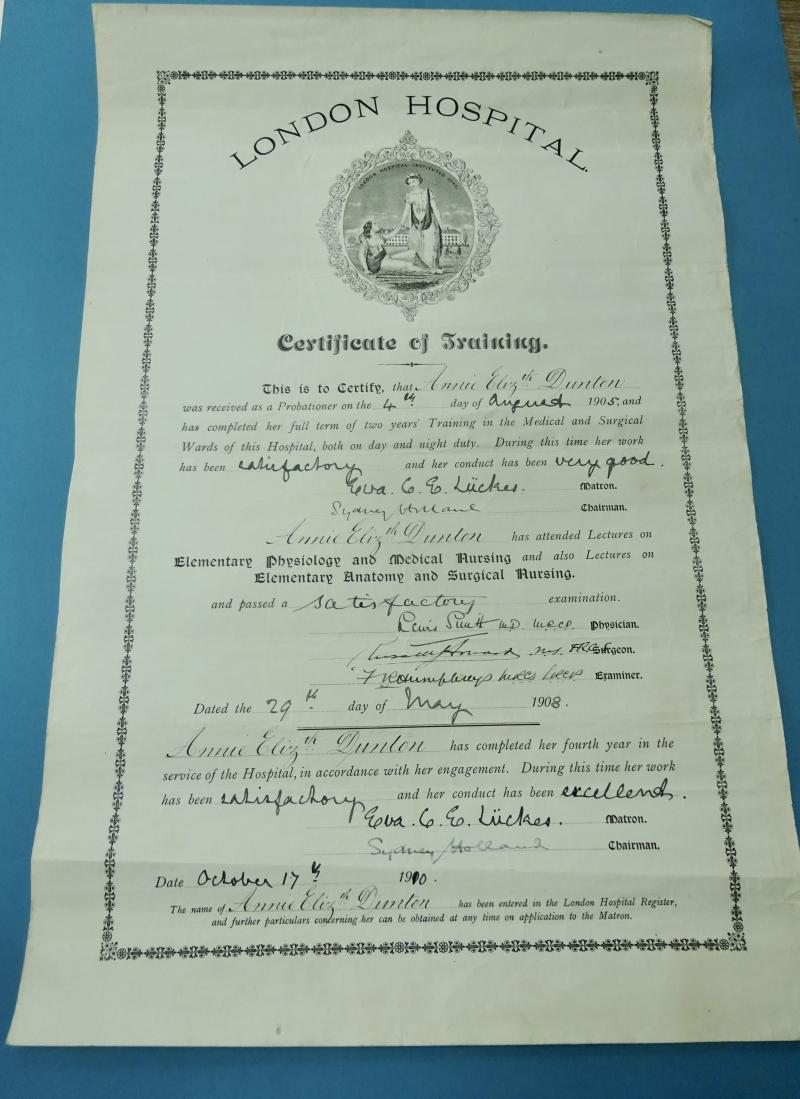 LONDON HOSPITAL.
LONDON HOSPITAL INSTITUTED 1740.
Certificate of Training.
This is to Certify, that Annie Elizth Dunton
was received as a Probationer on the 4th day of August 1905, and
has completed her full term of two years' Training in the Medical and Surgical
Wards of this Hospital, both on day and night duty. During this time her work
has been satisfactory and her conduct has been very good.
Eva. C. E. Lückes. Matron.
Sydney Holland Chairman.
Annie Elizth Dunton has attended Lectures on
Elementary Physiology and Medical Nursing and also Lectures on
Elementary Anatomy and Surgical Nursing.
and passed a satisfactory examination.
Lewis Smith M.D. M.R.C.P. Physician.
M.S. F.R.C.S. Surgeon.
F R Humphreys MRCS LRCP Examiner.
Dated the 29th day of May 1908.
Annie Elizth Dunton has completed her fourth year in the
service of the Hospital, in accordance with her engagement. During this time her work
has been satisfactory and her conduct has been excellent.
Eva. C. E. Lückes. Matron.
Sydney Holland Chairman.
Date October 17th 1910.
The name of Annie Elizth Dunton has been entered in the London Hospital Register,
and further particulars concerning her can be obtained at any time on application to the Matron.